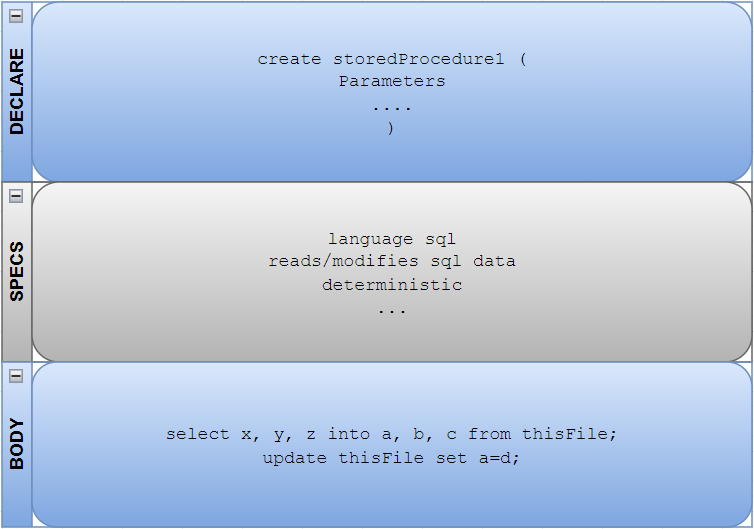 DECLARE
create storedProcedure1 (
Parameters
....
)
SPECS
language sql
reads/modifies sql data
deterministic
...
BODY
select x, y, z into a, b, c from thisFile;
update thisFile set a=d;